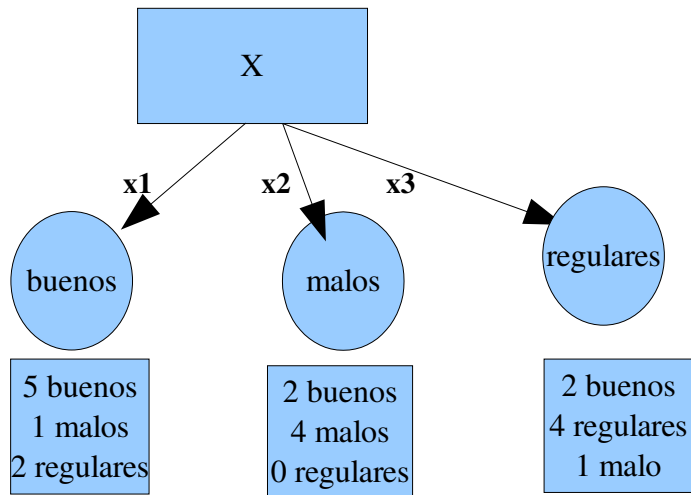 X
x1
x2
x3
buenos
malos
regulares
5 buenos
1 malos
2 regulares
2 buenos
4 malos
0 regulares
2 buenos
4 regulares
1 malo